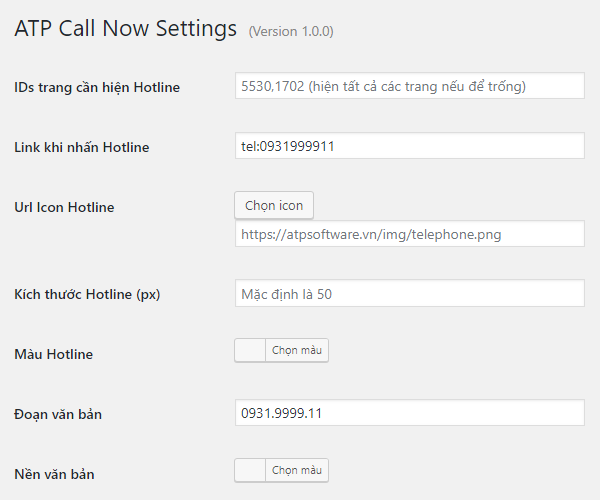 ATP Call Now Settings (Version 1.0.0)
IDs trang cần hiện Hotline 5530,1702 (hiện tất cả các trang nếu để trống)
Link khi nhấn Hotline tel:0931999911
Url Icon Hotline Chọn icon
https://atpsoftware.vn/img/telephone.png
Kích thước Hotline (px) Mặc định là 50
Màu Hotline Chọn màu
Đoạn văn bản 0931.9999.11
Nền văn bản Chọn màu